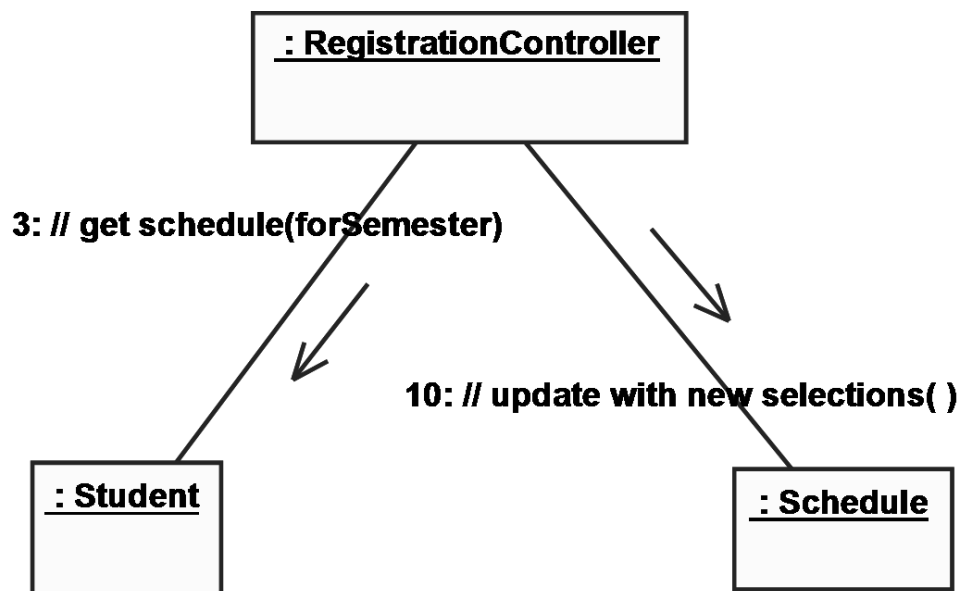 : RegistrationController
3: // get schedule(forSemester)
10: // update with new selections( )
: Student
: Schedule